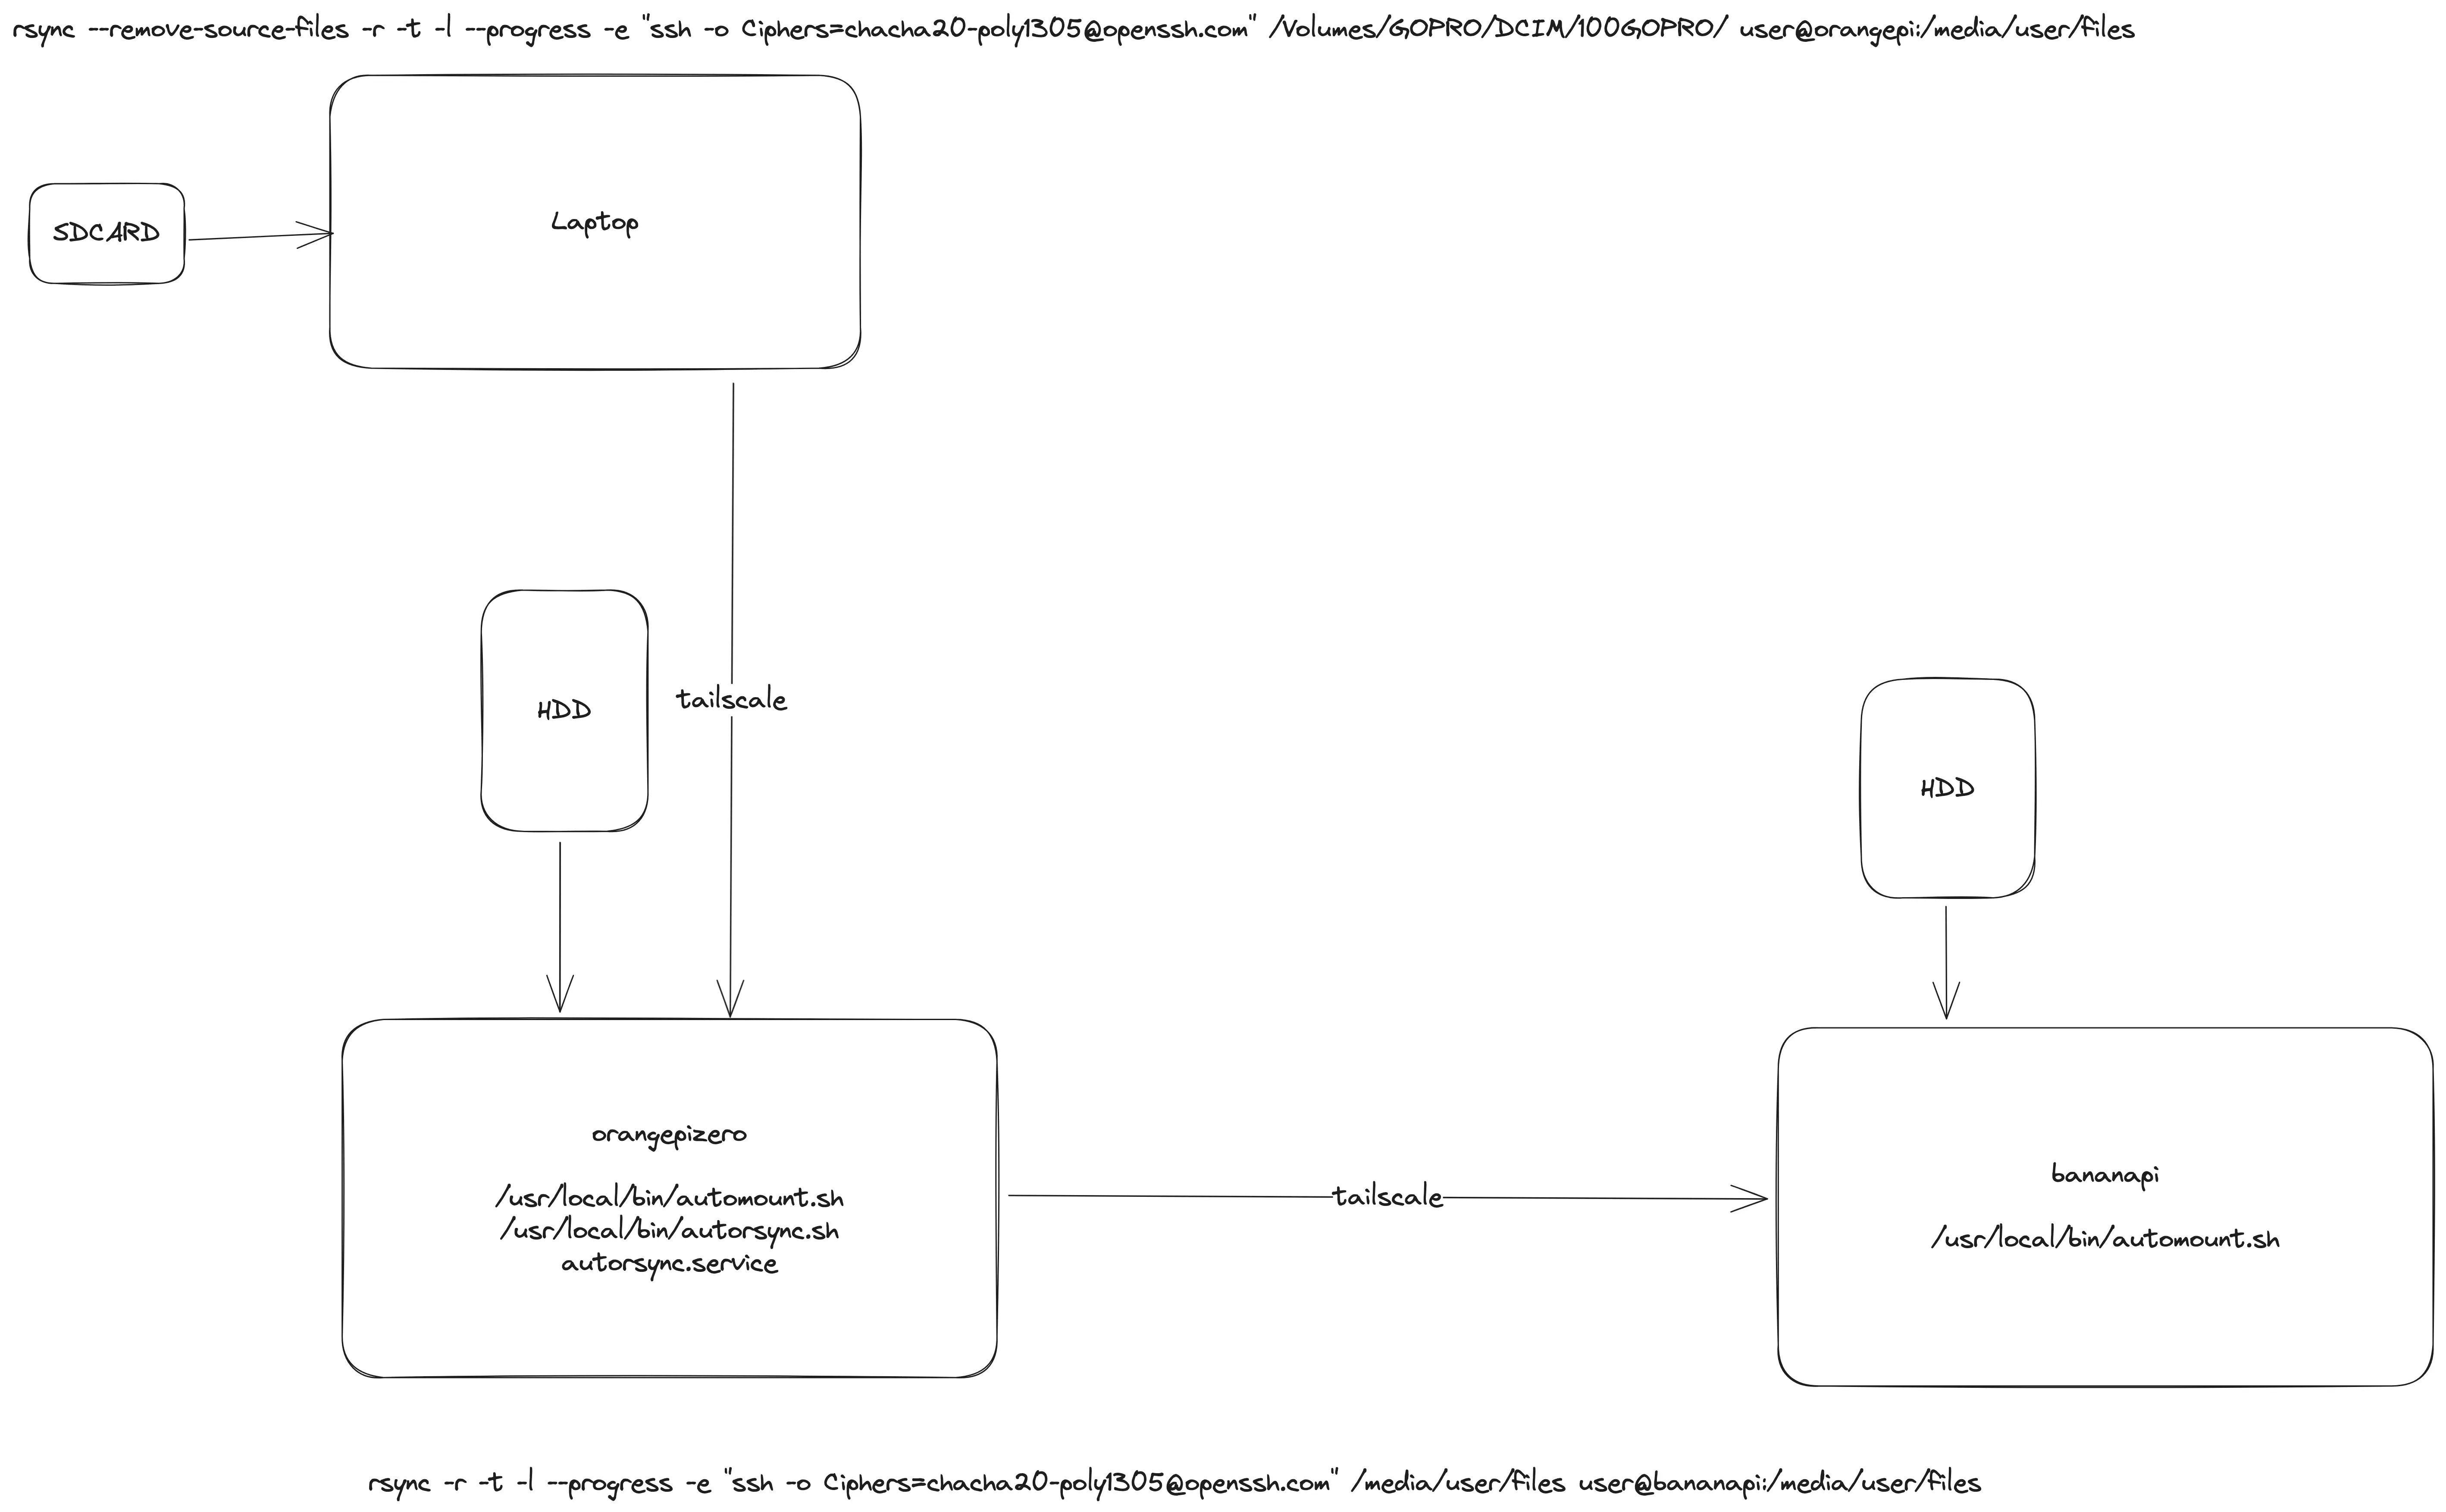 rsync --remove-source-files -r -t -l --progress -e "ssh -o Ciphers=chacha20-poly1305@openssh.com" /Volumes/GOPRO/DCIM/100GOPRO/ user@orangepi:/media/user/files
SDCARD
Laptop
HDD
tailscale
HDD
orangepizero
/usr/local/bin/automount.sh
/usr/local/bin/autorsync.sh
autorsync.service
tailscale
bananapi
/usr/local/bin/automount.sh
rsync -r -t -l --progress -e "ssh -o Ciphers=chacha20-poly1305@openssh.com" /media/user/files user@bananapi:/media/user/files